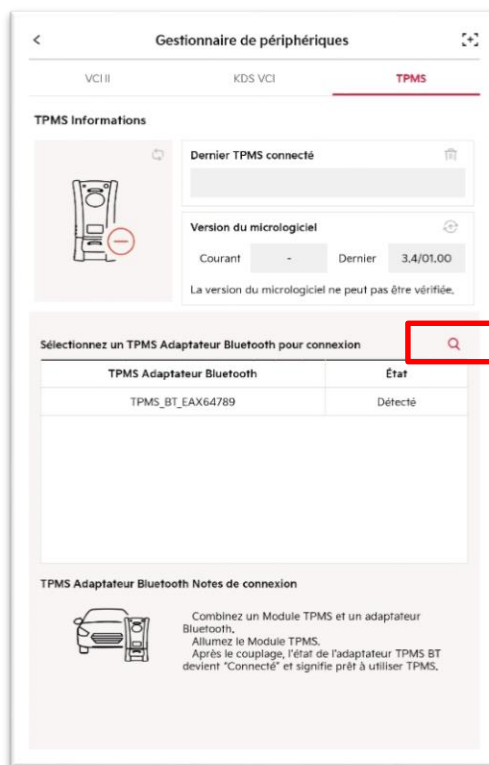 Gestionnaire de périphériques
VCI II
KDS VCI
TPMS
TPMS Informations
Dernier TPMS connecté
Version du micrologiciel
Courant
-
Dernier
3,4/01,00
La version du micrologiciel ne peut pas être vérifiée,
Sélectionnez un TPMS Adaptateur Bluetooth pour connexion
TPMS Adaptateur Bluetooth
État
TPMS_BT_EAX64789
Détecté
TPMS Adaptateur Bluetooth Notes de connexion
Combinez un Module TPMS et un adaptateur
Bluetooth,
Allumez le Module TPMS,
Après le couplage, l'état de l'adaptateur TPMS BT
devient "Connecté" et signifie prêt à utiliser TPMS,